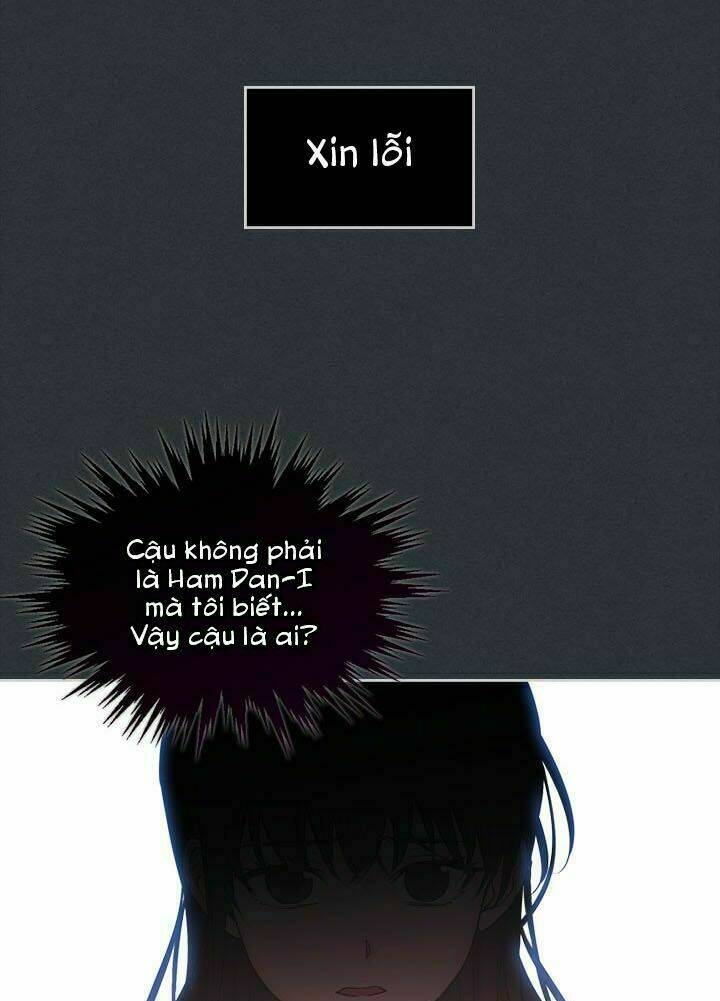 Xin lỗi
Cậu không phải
là Ham Dan-I
mà tôi biết...
Vậy cậu là ai?